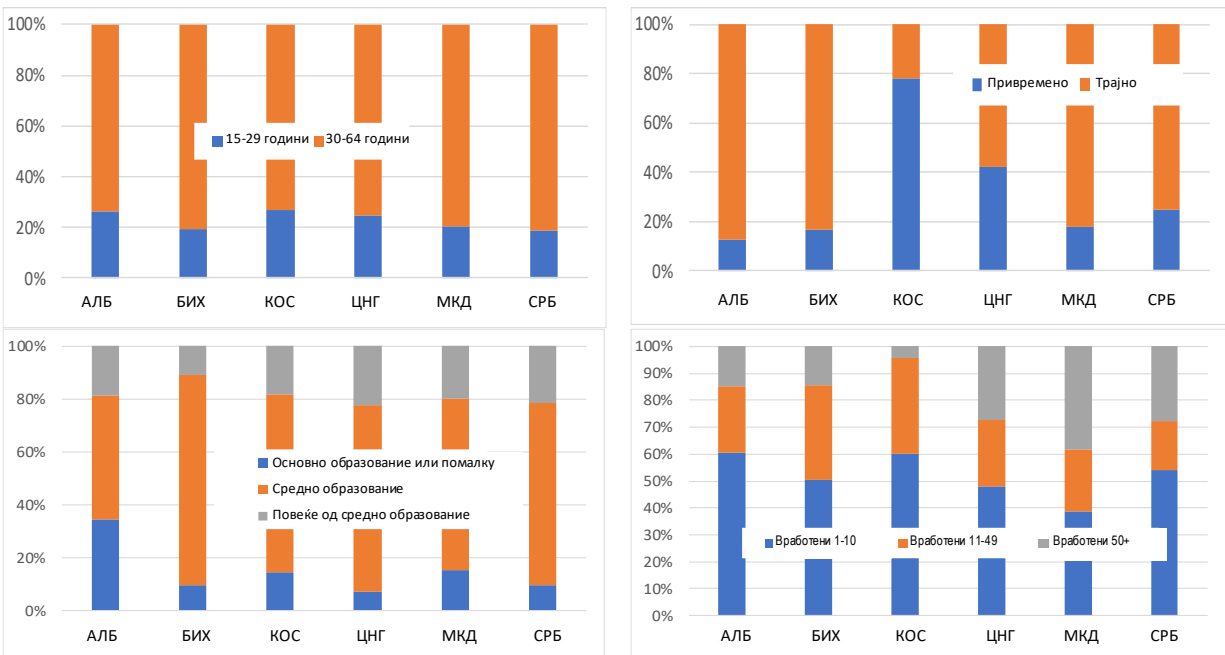 100%
80%
60%
40%
20%
0%
15-29 години 30-64 години
АЛБ БИХ КОС ЦНГ МКД СРБ
100%
80%
60%
40%
20%
0%
Привремено Трајно
АЛБ БИХ КОС ЦНГ МКД СРБ
100%
80%
60%
40%
20%
0%
Основно образование или помалку
Средно образование
Повеќе од средно образование
АЛБ БИХ КОС ЦНГ МКД СРБ
100%
90%
80%
70%
60%
50%
40%
30%
20%
10%
0%
Вработени 1-10 Вработени 11-49 Вработени 50+
АЛБ БИХ КОС ЦНГ МКД СРБ